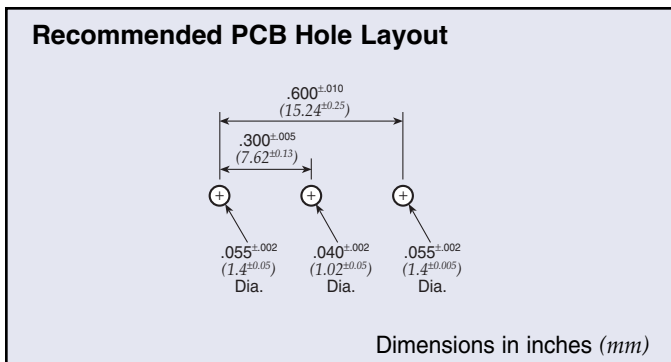 Recommended PCB Hole Layout
.600±.010
(15.24±0.25)
.300±.005
(7.62±0.13)
.055±.002
(1.4±0.05)
Dia.
.040±.002
(1.02±0.05)
Dia.
.055±.002
(1.4±0.005)
Dia.
Dimensions in inches (mm)